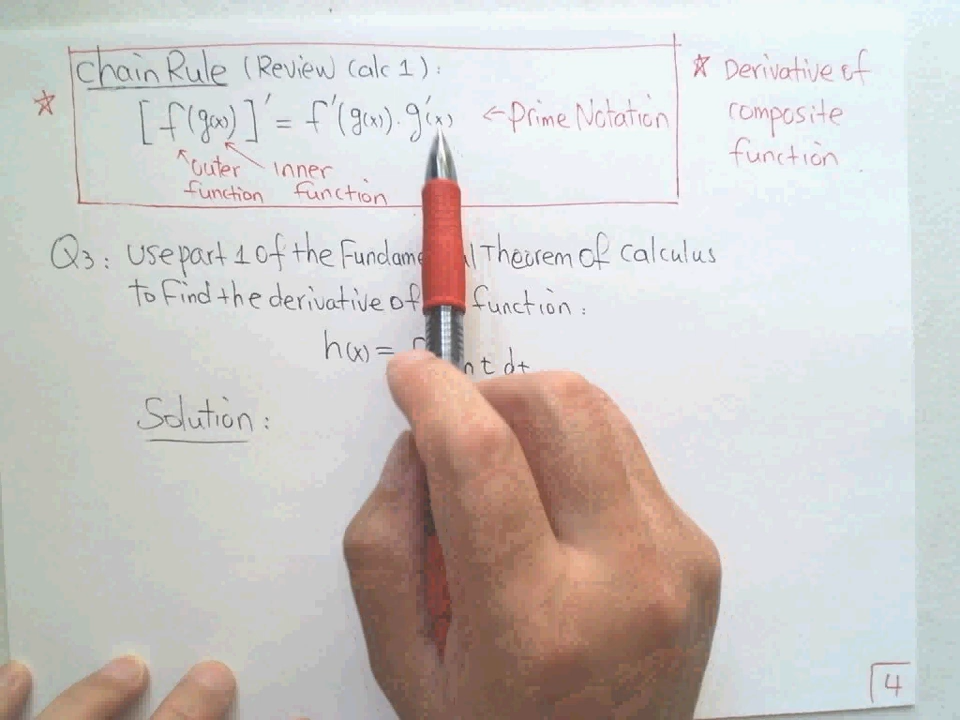 Chain Rule (Review Calc 1):
[f(g(x))]' = f'(g(x)) · g'(x) ← Prime Notation
outer inner
function function
☆
☆ Derivative of
composite
function
Q3: Use part 1 of the Theorem of Calculus
to Find the derivative of function:
h(x) = t dt
Solution:
4